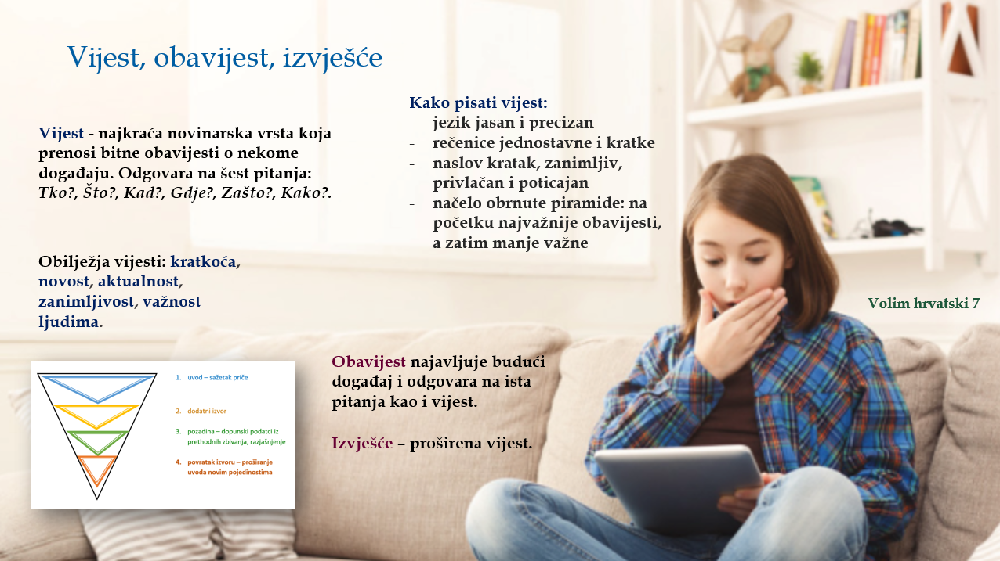 Vijest, obavijest, izvješće
Vijest - najkraća novinarska vrsta koja
prenosi bitne obavijesti o nekome
događaju. Odgovara na šest pitanja:
Tko?, Što?, Kad?, Gdje?, Zašto?, Kako?.
Obilježja vijesti: kratkoća,
novost, aktualnost,
zanimljivost, važnost
ljudima.
Kako pisati vijest:
- jezik jasan i precizan
- rečenice jednostavne i kratke
- naslov kratak, zanimljiv,
privlačan i poticajan
- načelo obrnute piramide: na
početku najvažnije obavijesti,
a zatim manje važne
Volim hrvatski 7
1. uvod – sažetak priče
2. dodatni izvor
3. pozadina – dopunski podatci iz
prethodnih zbivanja, razjašnjenje
4. povratak izvoru – proširanje
uvoda novim pojedinostima
Obavijest najavljuje budući
događaj i odgovara na ista
pitanja kao i vijest.
Izvješće – proširena vijest.